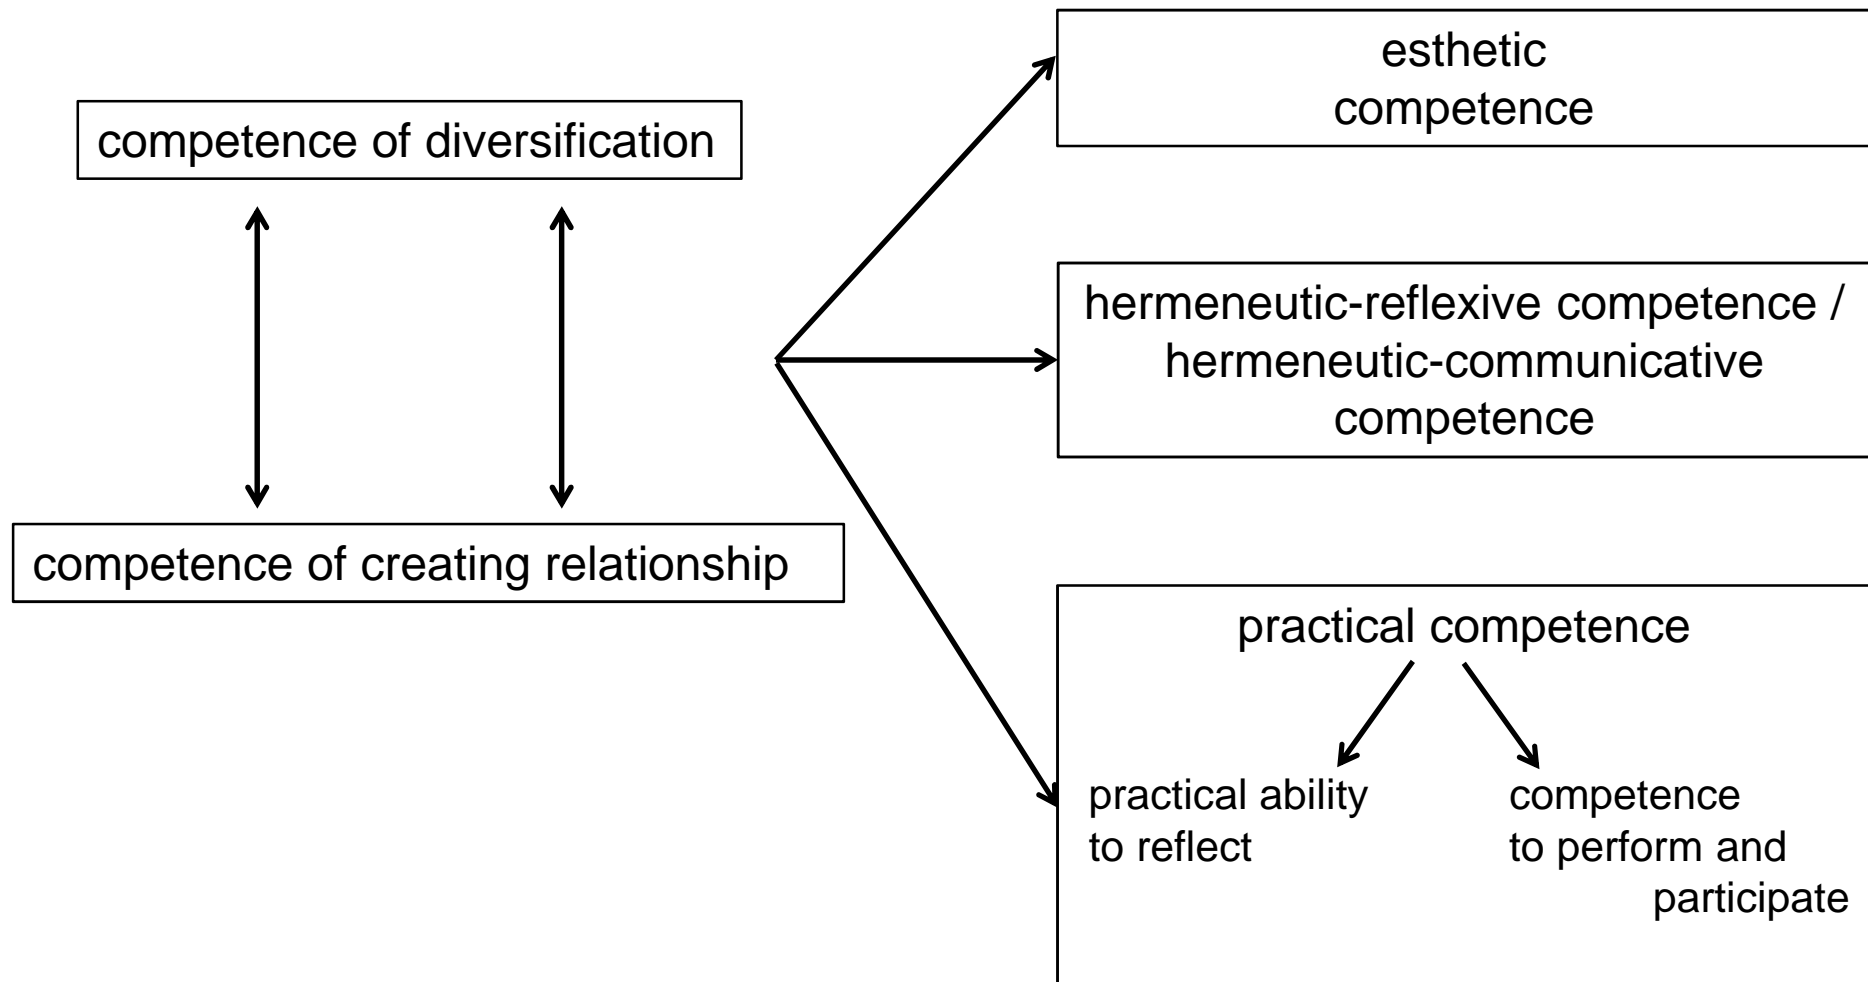 competence of diversification
competence of creating relationship
esthetic
competence
hermeneutic-reflexive competence /
hermeneutic-communicative
competence
practical competence
practical ability
to reflect
competence
to perform and
participate